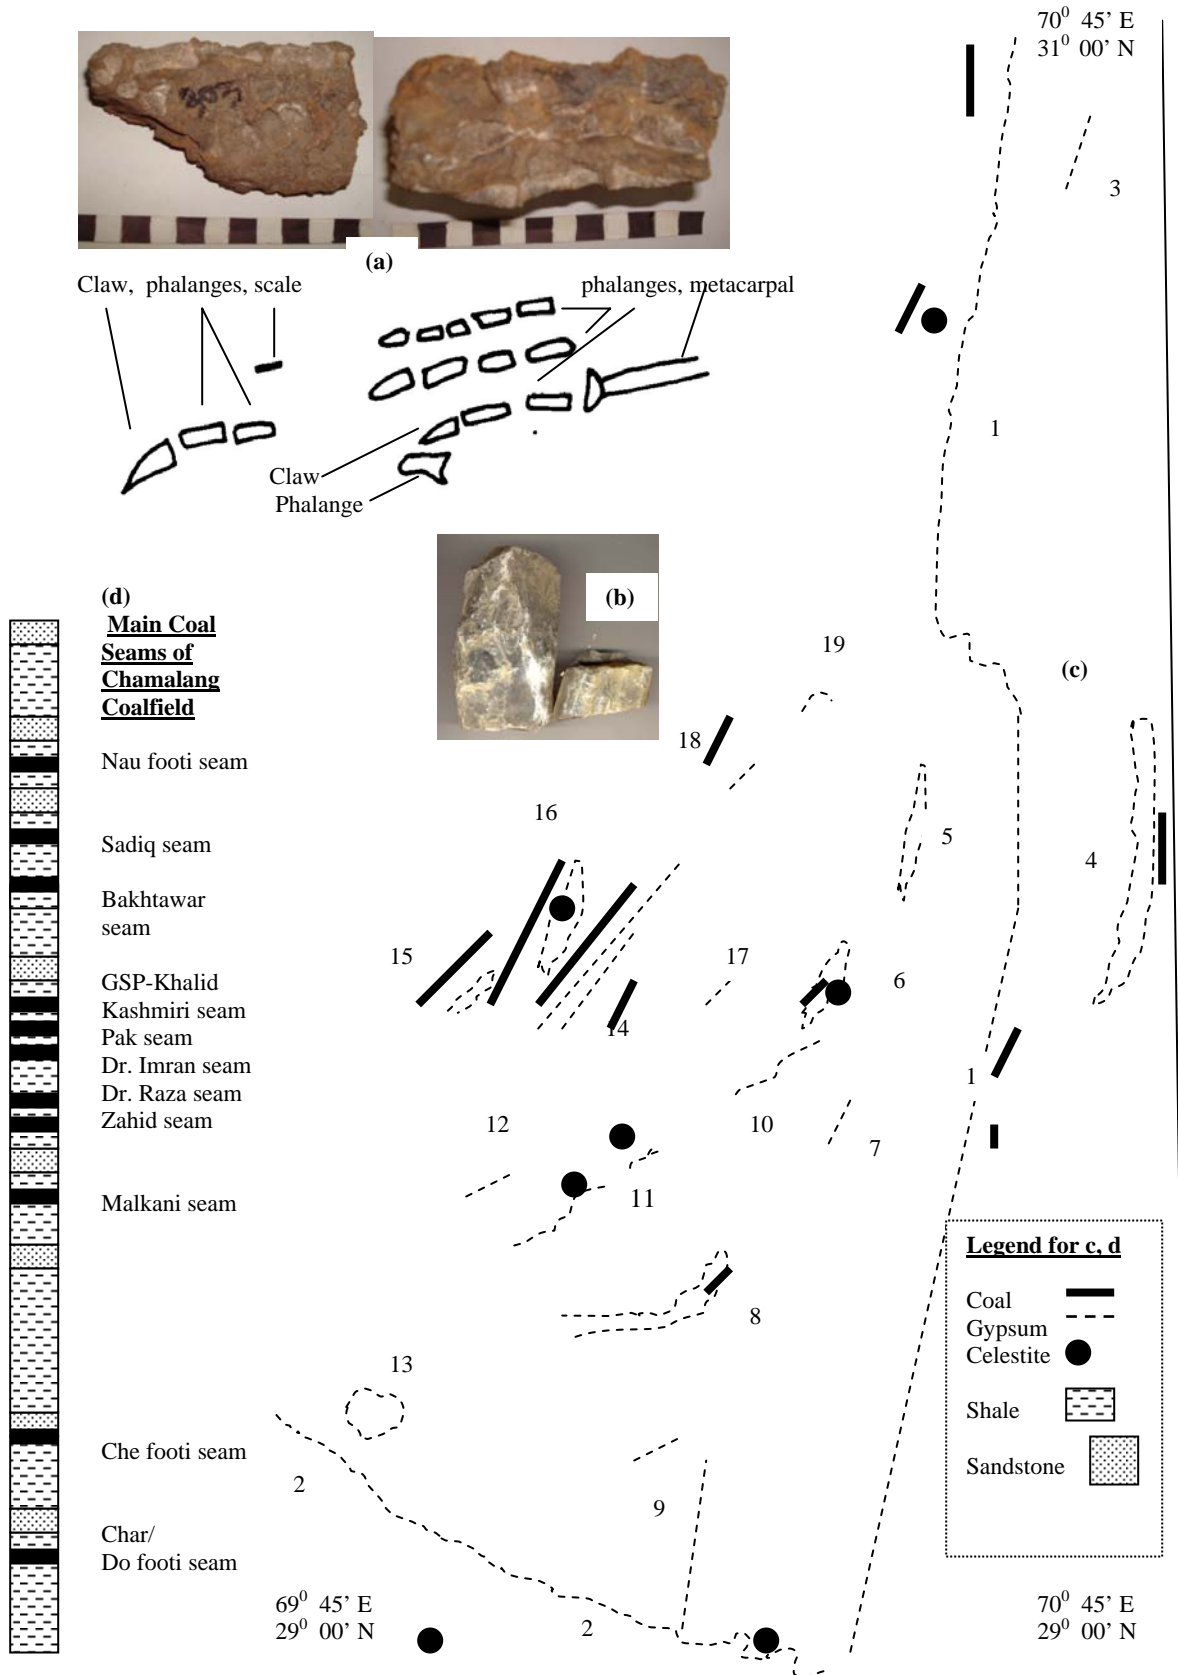 70⁰ 45’ E
31⁰ 00’ N
(a)
Claw, phalanges, scale
phalanges, metacarpal
Claw
Phalange
(b)
(c)
3
1
19
18
16
5
4
15
17
6
14
1
12
10
7
11
8
13
2
9
2
(d)
Main Coal
Seams of
Chamalang
Coalfield
Nau footi seam
Sadiq seam
Bakhtawar
seam
GSP-Khalid
Kashmiri seam
Pak seam
Dr. Imran seam
Dr. Raza seam
Zahid seam
Malkani seam
Che footi seam
Char/
Do footi seam
Legend for c, d
Coal
Gypsum
Celestite
Shale
Sandstone
69⁰ 45’ E
29⁰ 00’ N
70⁰ 45’ E
29⁰ 00’ N